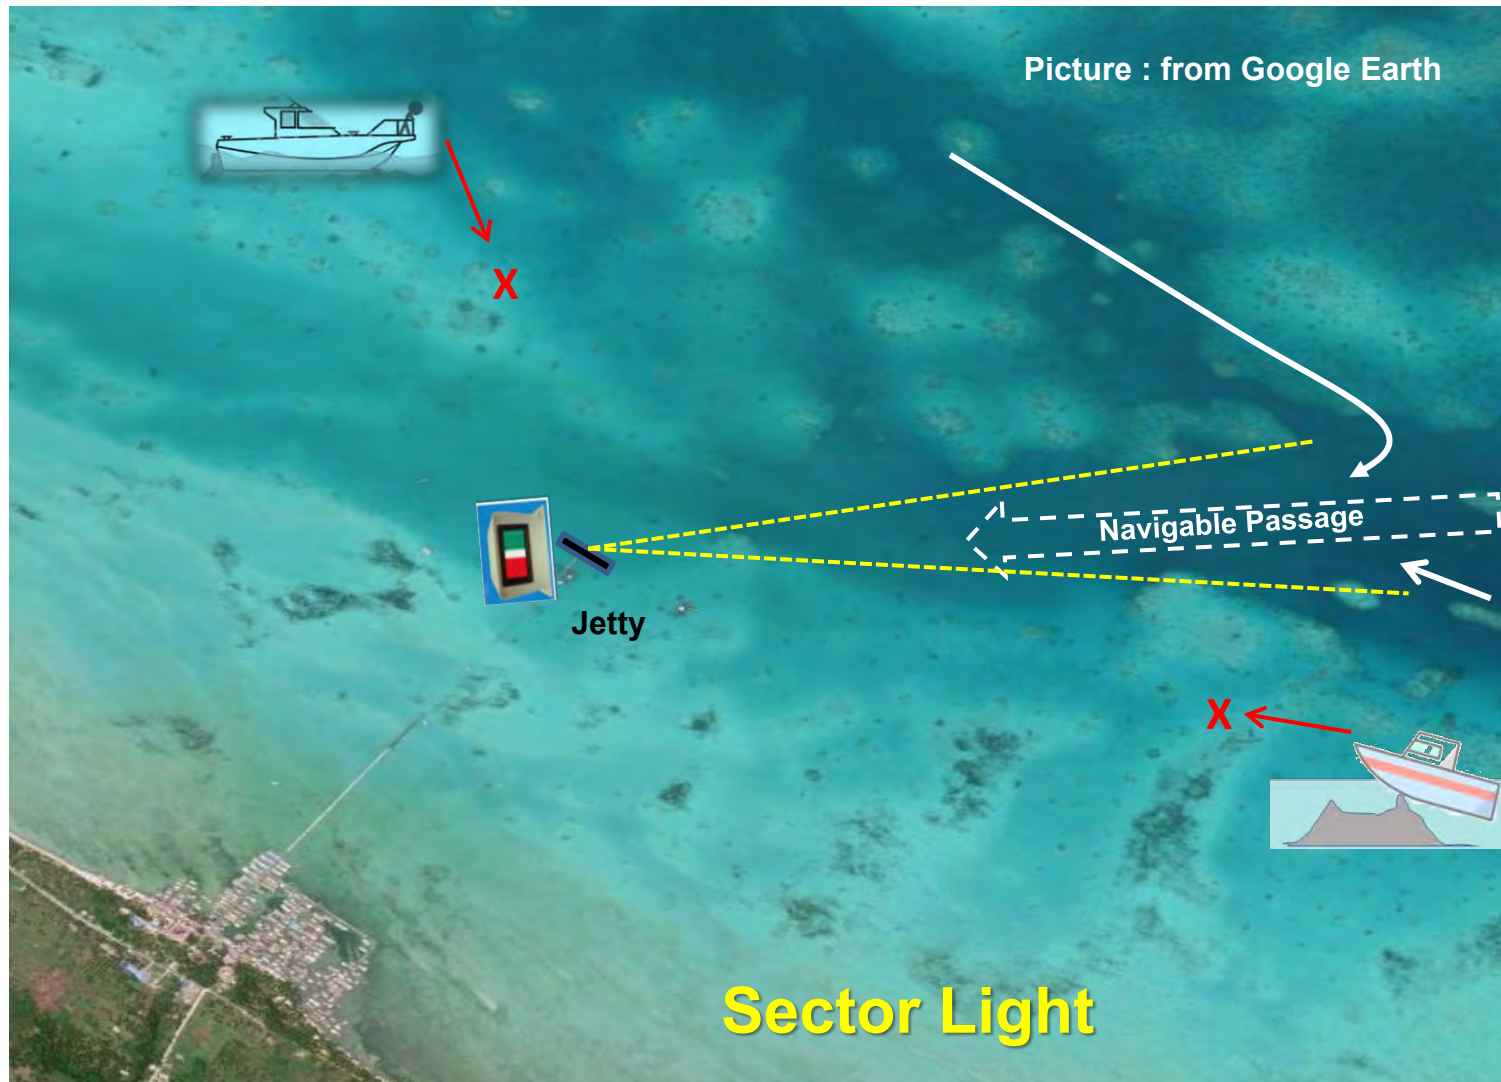 Picture : from Google Earth
X
Navigable Passage
Jetty
X
Sector Light